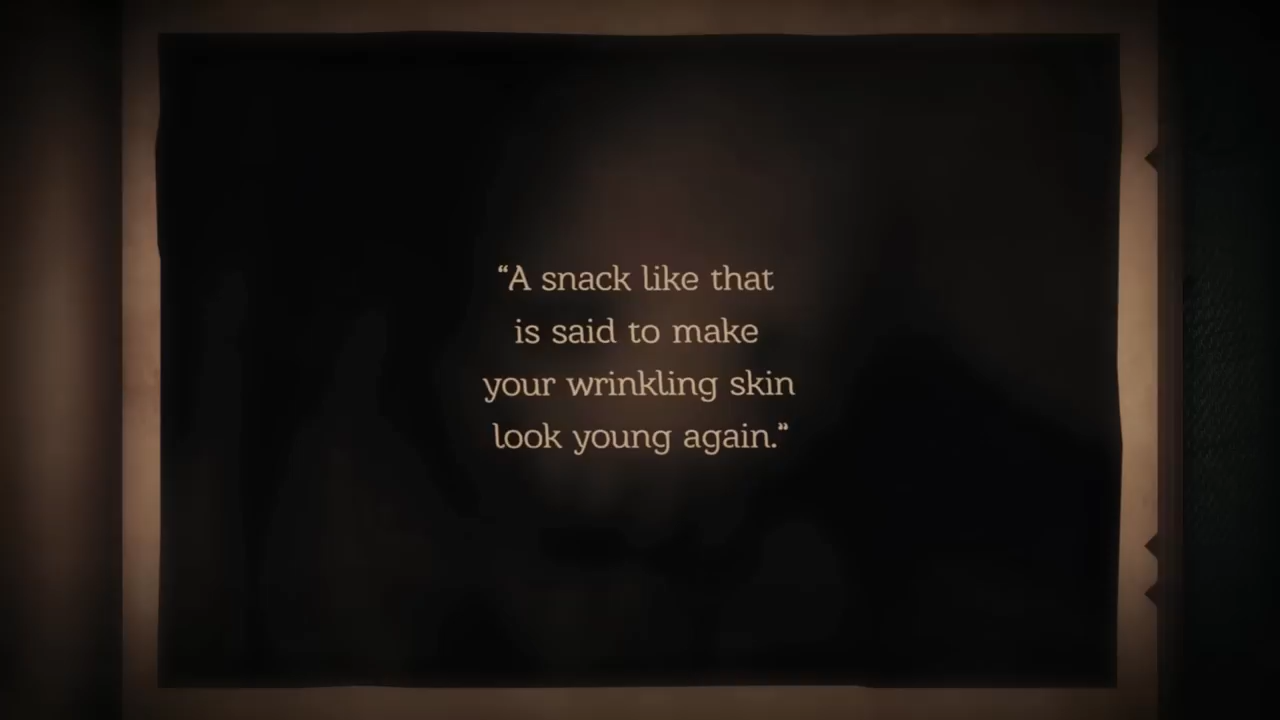 “A snack like that
is said to make
your wrinkling skin
look young again.”